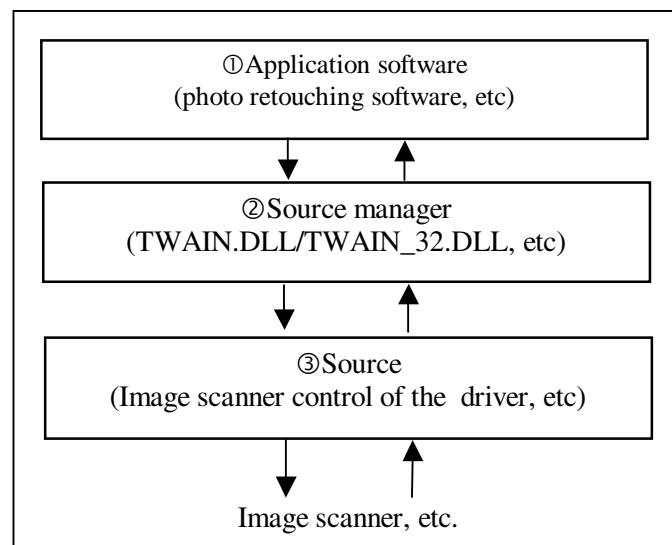 ①Application software
(photo retouching software, etc)
②Source manager
(TWAIN.DLL/TWAIN_32.DLL, etc)
③Source
(Image scanner control of the driver, etc)
Image scanner, etc.